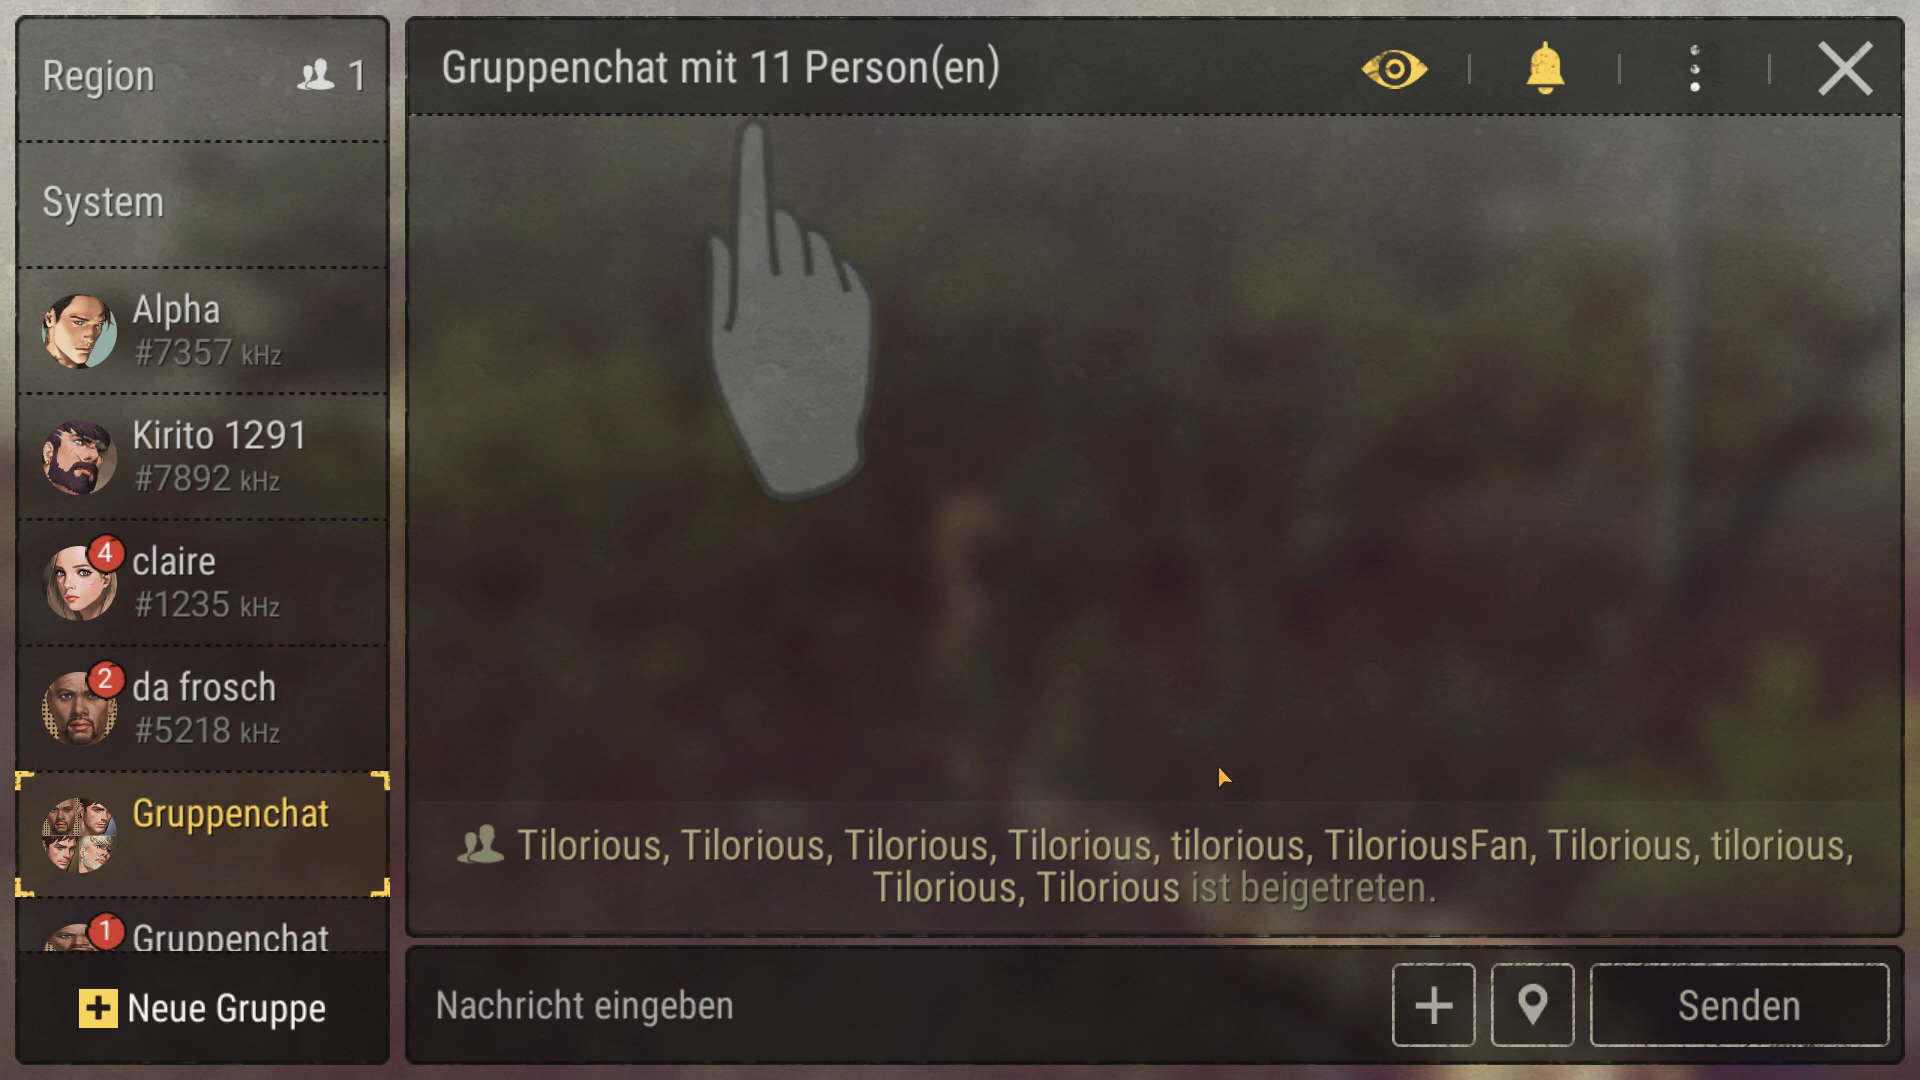 Region 1
System
Alpha
#7357 kHz
Kirito 1291
#7892 kHz
4
claire
#1235 kHz
2
da frosch
#5218 kHz
Gruppenchat
1
Gruppenchat
Neue Gruppe
Gruppenchat mit 11 Person(en)
Tilorious, Tilorious, Tilorious, Tilorious, tilorious, TiloriousFan, Tilorious, tilorious,
Tilorious, Tilorious ist beigetreten.
Nachricht eingeben
Senden